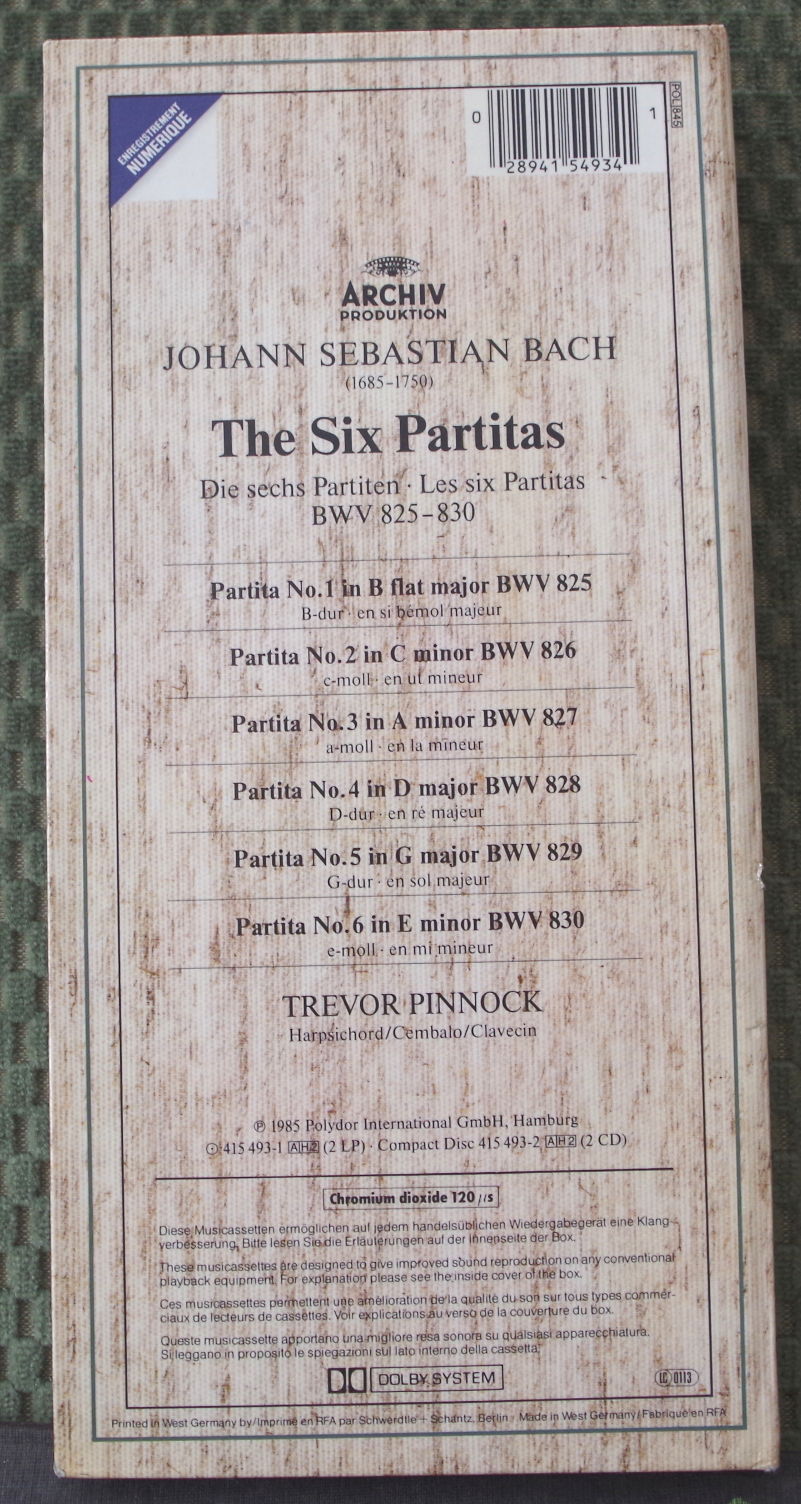 ENREGISTREMENT
NUMERIQUE
0 28941 54934 1
POL 845
ARCHIV
PRODUKTION
JOHANN SEBASTIAN BACH
(1685–1750)
The Six Partitas
Die sechs Partiten · Les six Partitas
BWV 825–830
Partita No.1 in B flat major BWV 825
B-dur · en si bémol majeur
Partita No.2 in C minor BWV 826
c-moll · en ut mineur
Partita No.3 in A minor BWV 827
a-moll · en la mineur
Partita No.4 in D major BWV 828
D-dur · en ré majeur
Partita No.5 in G major BWV 829
G-dur · en sol majeur
Partita No.6 in E minor BWV 830
e-moll · en mi mineur
TREVOR PINNOCK
Harpsichord/Cembalo/Clavecin
℗ 1985 Polydor International GmbH, Hamburg
415 493-1 AH2 (2 LP) · Compact Disc 415 493-2 AH2 (2 CD)
Chromium dioxide 120 µs
Diese Musicassetten ermöglichen auf jedem handelsüblichen Wiedergabegerät eine Klang-
verbesserung. Bitte lesen Sie die Erläuterungen auf der Innenseite der Box.
These musicassettes are designed to give improved sound reproduction on any conventional
playback equipment. For explanation please see the inside cover of the box.
Ces musicassettes permettent une amélioration de la qualité du son sur tous types commer-
ciaux de lecteurs de cassettes. Voir explications au verso de la couverture du box.
Queste musicassette apportano una migliore resa sonora su qualsiasi apparecchiatura.
Si leggano in proposito le spiegazioni sul lato interno della cassetta.
DOLBY SYSTEM
LC 0113
Printed in West Germany by/Imprimé en RFA par Schwerdtle + Schantz, Berlin · Made in West Germany/Fabriqué en RFA